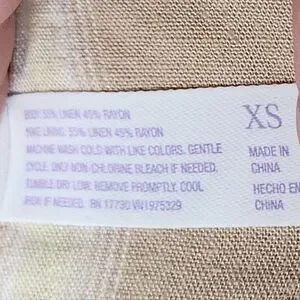 BODY: 55% LINEN 45% RAYON
YOKE LINING: 55% LINEN 45% RAYON
MACHINE WASH COLD WITH LIKE COLORS. GENTLE
CYCLE. ONLY NON-CHLORINE BLEACH IF NEEDED.
TUMBLE DRY LOW. REMOVE PROMPTLY. COOL
IRON IF NEEDED. RN 17730 VN1975329
XS
MADE IN
CHINA
HECHO EN
CHINA